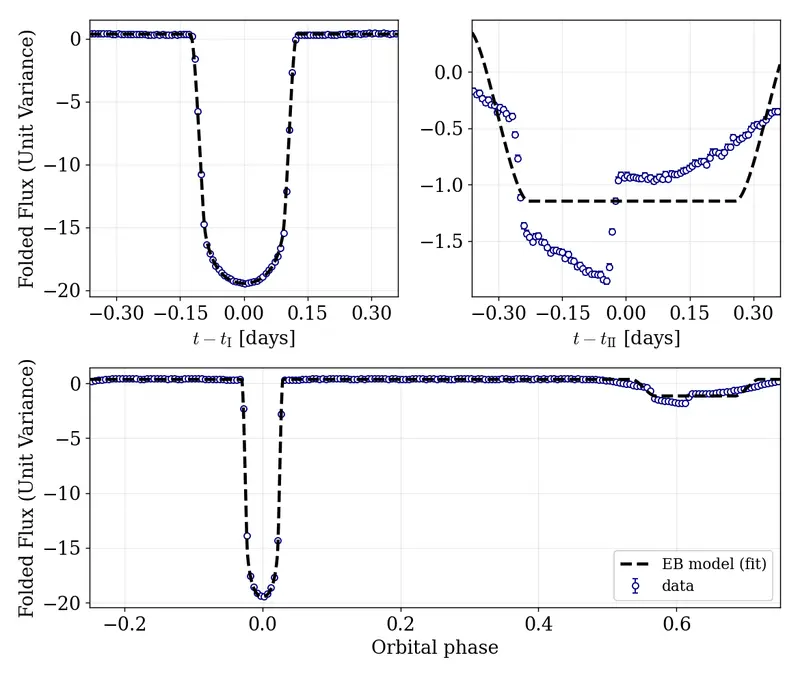 Folded Flux (Unit Variance)
0
−5
−10
−15
−20
−0.30 −0.15 0.00 0.15 0.30
t − tI [days]
0.0
−0.5
−1.0
−1.5
−0.30 −0.15 0.00 0.15 0.30
t − tII [days]
Folded Flux (Unit Variance)
0
−5
−10
−15
−20
EB model (fit)
data
−0.2 0.0 0.2 0.4 0.6
Orbital phase